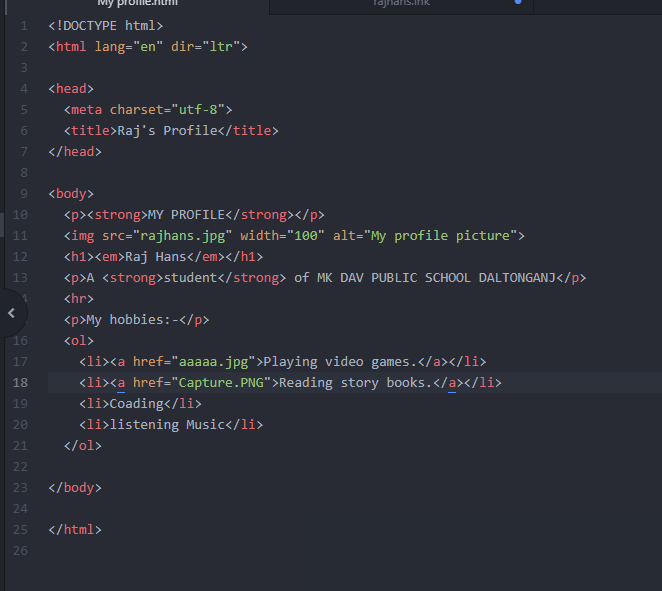 My profile.html
rajhans.lnk
1 <!DOCTYPE html>
2 <html lang="en" dir="ltr">
3
4 <head>
5 <meta charset="utf-8">
6 <title>Raj's Profile</title>
7 </head>
8
9 <body>
10 <p><strong>MY PROFILE</strong></p>
11 <img src="rajhans.jpg" width="100" alt="My profile picture">
12 <h1><em>Raj Hans</em></h1>
13 <p>A <strong>student</strong> of MK DAV PUBLIC SCHOOL DALTONGANJ</p>
<hr>
<p>My hobbies:-</p>
16 <ol>
17 <li><a href="aaaaa.jpg">Playing video games.</a></li>
18 <li><a href="Capture.PNG">Reading story books.</a></li>
19 <li>Coading</li>
20 <li>listening Music</li>
21 </ol>
22
23 </body>
24
25 </html>
26